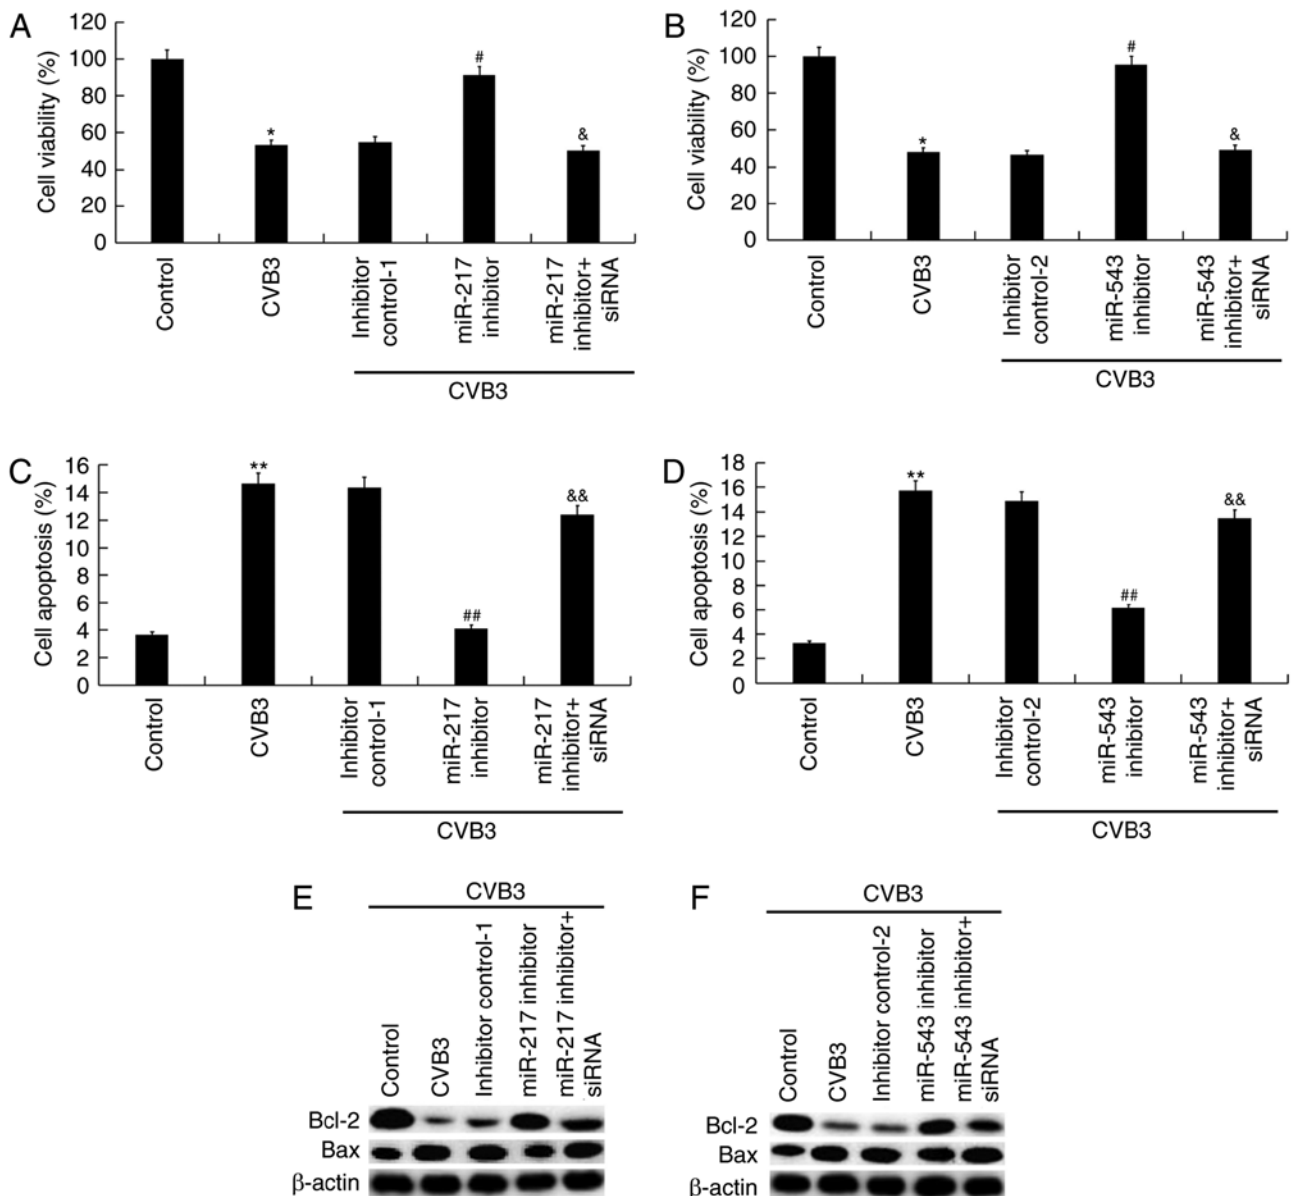 A
Cell viability (%)
120
100
80
60
40
20
0
*
#
&
Control
CVB3
Inhibitor
control-1
miR-217
inhibitor
miR-217
inhibitor+
siRNA
CVB3
B
Cell viability (%)
120
100
80
60
40
20
0
*
#
&
Control
CVB3
Inhibitor
control-2
miR-543
inhibitor
miR-543
inhibitor+
siRNA
CVB3
C
Cell apoptosis (%)
16
14
12
10
8
6
4
2
0
**
##
&&
Control
CVB3
Inhibitor
control-1
miR-217
inhibitor
miR-217
inhibitor+
siRNA
CVB3
D
Cell apoptosis (%)
18
16
14
12
10
8
6
4
2
0
**
##
&&
Control
CVB3
Inhibitor
control-2
miR-543
inhibitor
miR-543
inhibitor+
siRNA
CVB3
E
CVB3
Control
CVB3
Inhibitor control-1
miR-217 inhibitor
miR-217 inhibitor+
siRNA
Bcl-2
Bax
β-actin
F
CVB3
Control
CVB3
Inhibitor control-2
miR-543 inhibitor
miR-543 inhibitor+
siRNA
Bcl-2
Bax
β-actin